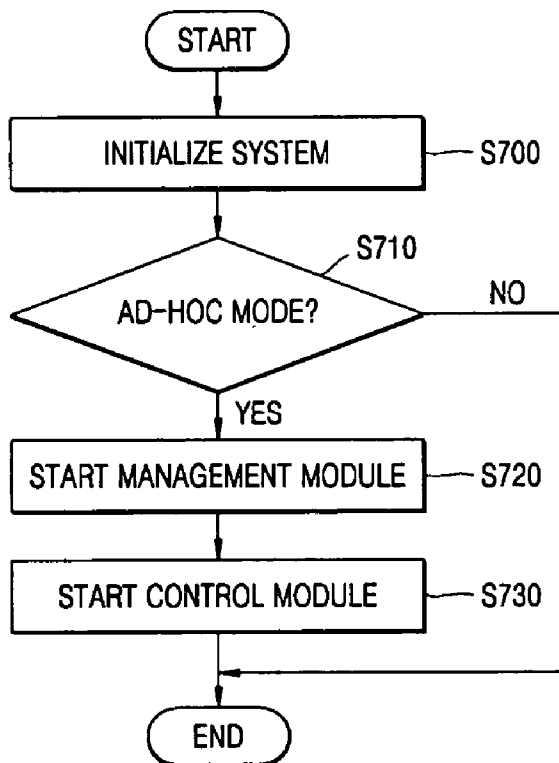 START
INITIALIZE SYSTEM
S700
S710
AD-HOC MODE?
NO
YES
START MANAGEMENT MODULE
S720
START CONTROL MODULE
S730
END